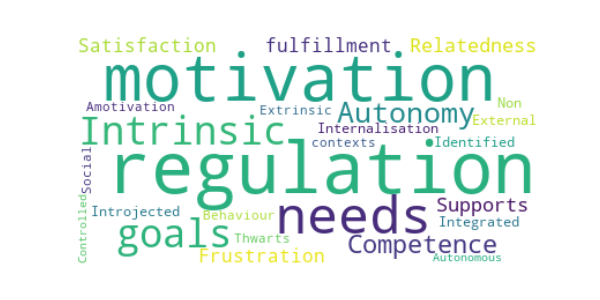 Satisfaction fulfillment Relatedness
motivation
Amotivation Extrinsic Autonomy Non
Intrinsic Internalisation External
contexts Identified
Social regulation
Introjected Behaviour needs Supports
Integrated
Controlled goals Thwarts Competence
Frustration Autonomous